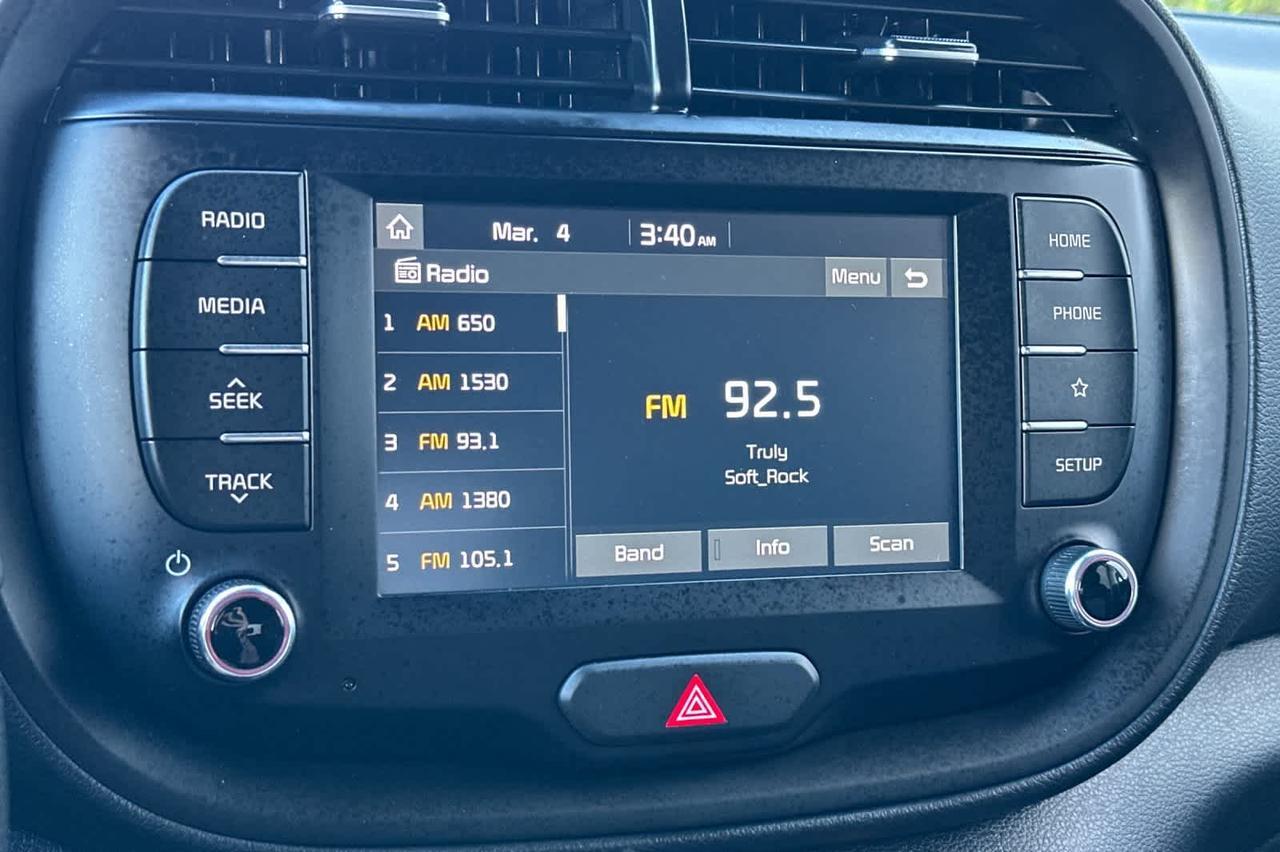 RADIO
MEDIA
SEEK
TRACK
Mar. 4 3:40 AM
Radio
Menu
1 AM 650
2 AM 1530
3 FM 93.1
4 AM 1380
5 FM 105.1
FM 92.5
Truly
Soft_Rock
Band
Info
Scan
HOME
PHONE
SETUP